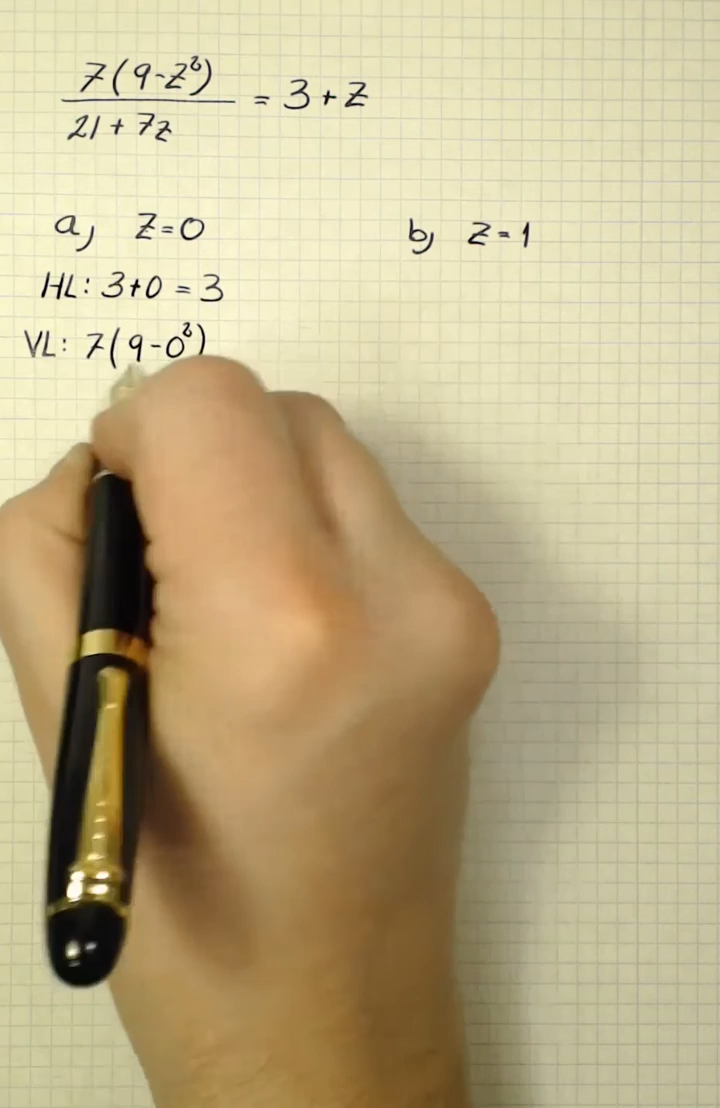 7(9-z²)
21+7z = 3+z
a) z=0
b) z=1
HL: 3+0=3
VL: 7(9-0²)